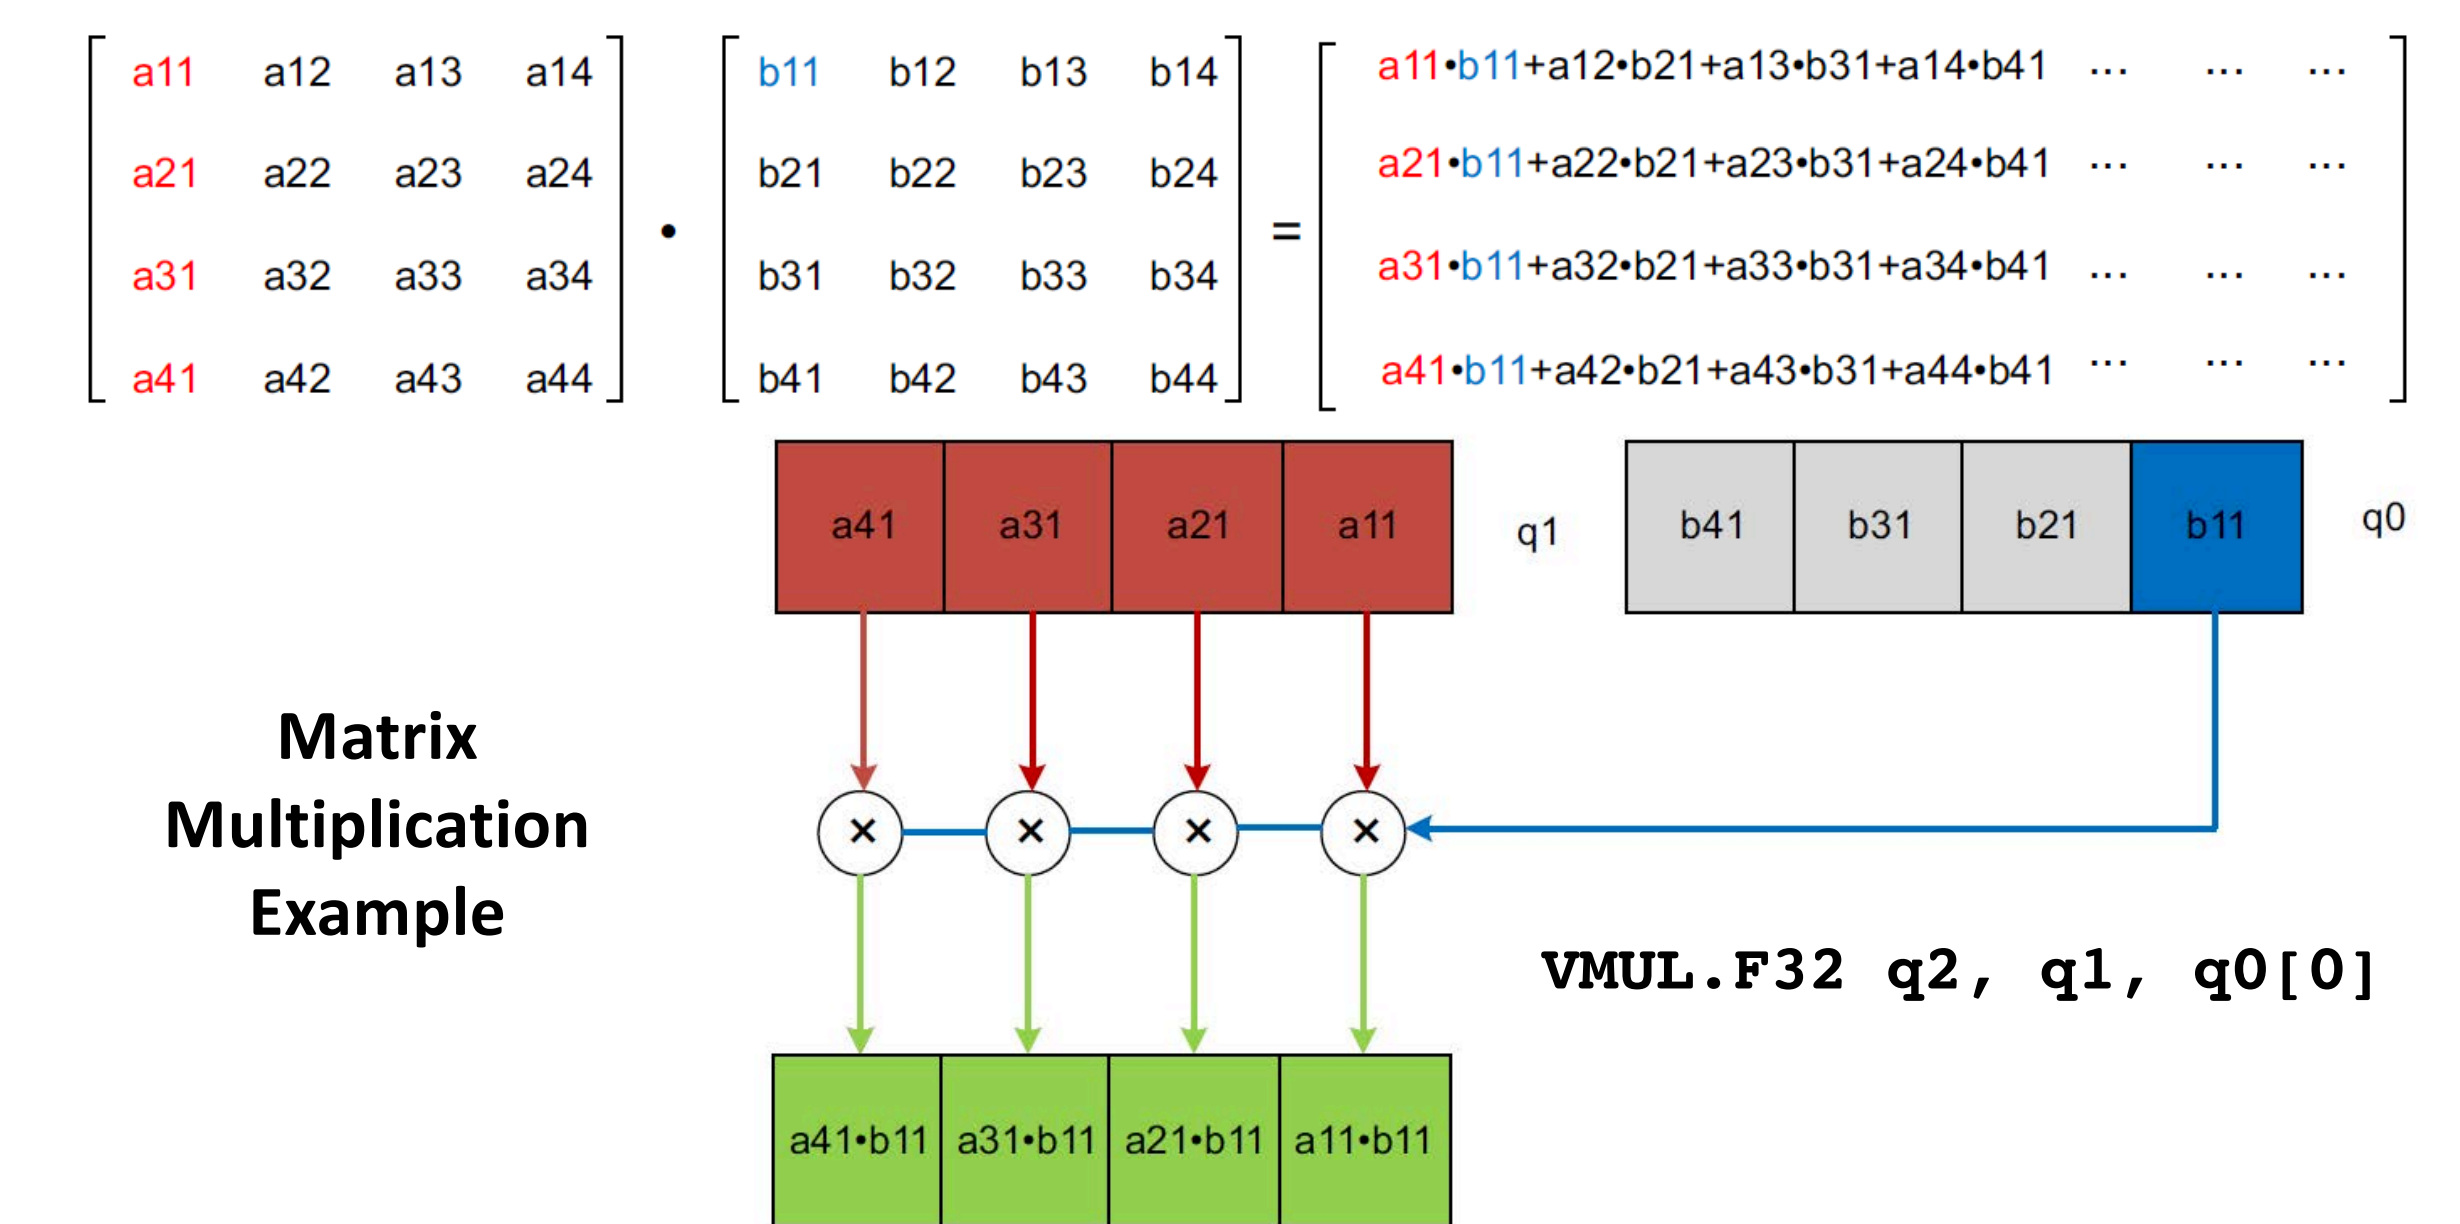 a11 a12 a13 a14 b11 b12 b13 b14 a11•b11+a12•b21+a13•b31+a14•b41 ... ... ...
a21 a22 a23 a24 b21 b22 b23 b24 a21•b11+a22•b21+a23•b31+a24•b41 ... ... ...
• =
a31 a32 a33 a34 b31 b32 b33 b34 a31•b11+a32•b21+a33•b31+a34•b41 ... ... ...
a41 a42 a43 a44 b41 b42 b43 b44 a41•b11+a42•b21+a43•b31+a44•b41 ... ... ...
a41 a31 a21 a11 q1 b41 b31 b21 b11 q0
Matrix
Multiplication
Example
× × × ×
VMUL.F32 q2, q1, q0[0]
a41•b11 a31•b11 a21•b11 a11•b11